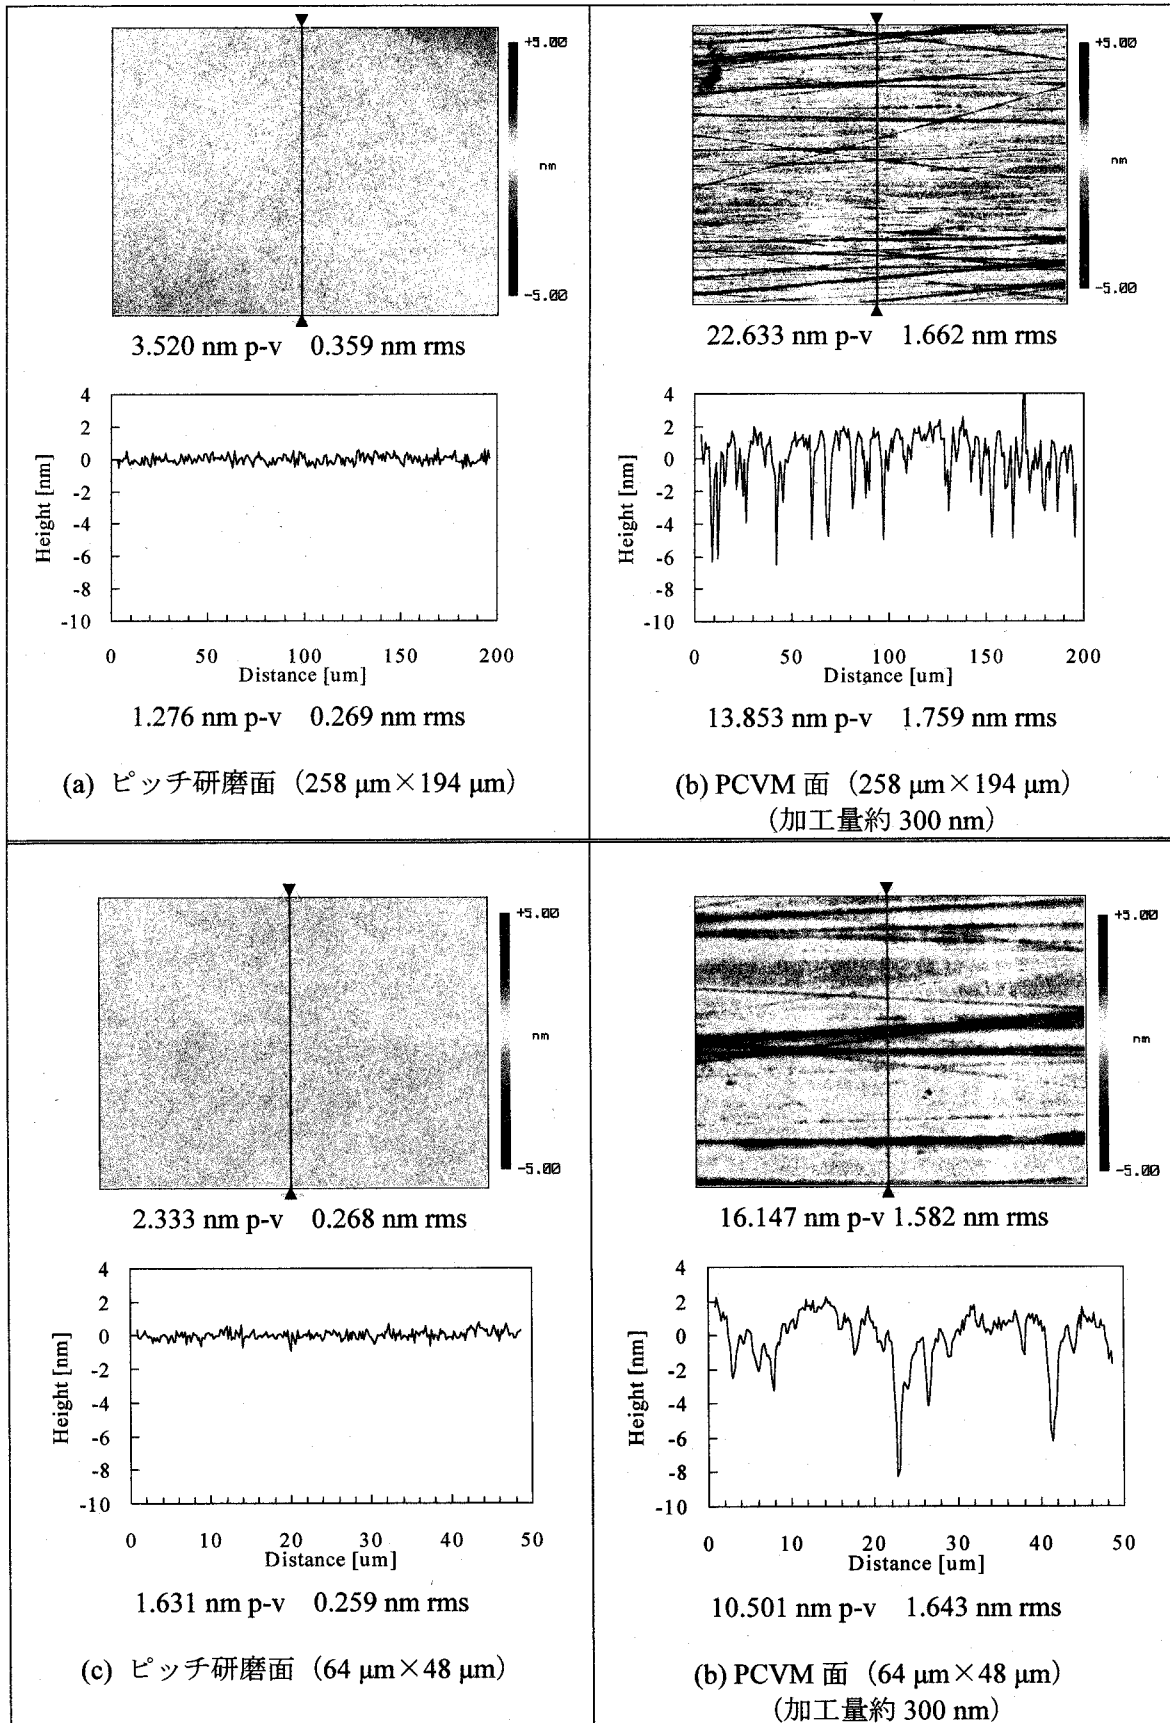 +5.00
nm
-5.00
3.520 nm p-v 0.359 nm rms
4
2
0
-2
-4
-6
-8
-10
Height [nm]
0 50 100 150 200
Distance [um]
1.276 nm p-v 0.269 nm rms
(a) ピッチ研磨面（258 μm×194 μm）
+5.00
nm
-5.00
22.633 nm p-v 1.662 nm rms
4
2
0
-2
-4
-6
-8
-10
Height [nm]
0 50 100 150 200
Distance [um]
13.853 nm p-v 1.759 nm rms
(b) PCVM 面（258 μm×194 μm）
（加工量約 300 nm）
+5.00
nm
-5.00
2.333 nm p-v 0.268 nm rms
4
2
0
-2
-4
-6
-8
-10
Height [nm]
0 10 20 30 40 50
Distance [um]
1.631 nm p-v 0.259 nm rms
(c) ピッチ研磨面（64 μm×48 μm）
+5.00
nm
-5.00
16.147 nm p-v 1.582 nm rms
4
2
0
-2
-4
-6
-8
-10
Height [nm]
0 10 20 30 40 50
Distance [um]
10.501 nm p-v 1.643 nm rms
(b) PCVM 面（64 μm×48 μm）
（加工量約 300 nm）